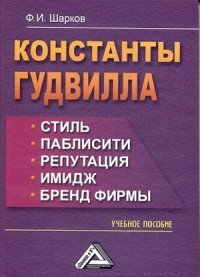 Ф.И. Шарков
КОНСТАНТЫ
ГУДВИЛЛА
• СТИЛЬ
• ПАБЛИСИТИ
• РЕПУТАЦИЯ
• ИМИДЖ
• БРЕНД ФИРМЫ
УЧЕБНОЕ ПОСОБИЕ